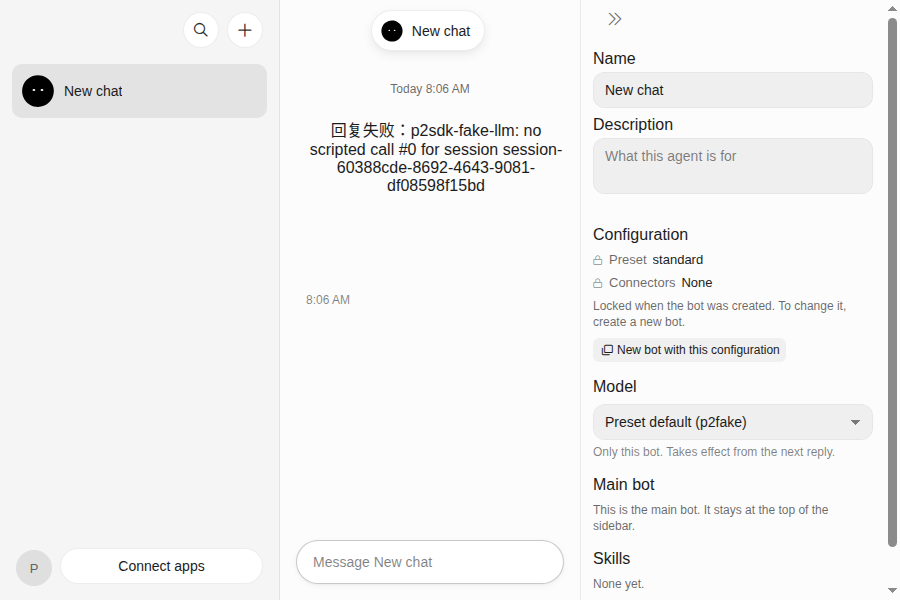 New chat
P
Connect apps
New chat
Today 8:06 AM
回复失败：p2sdk-fake-llm: no
scripted call #0 for session session-
60388cde-8692-4643-9081-
df08598f15bd
8:06 AM
Message New chat
Name
New chat
Description
What this agent is for
Configuration
Preset standard
Connectors None
Locked when the bot was created. To change it,
create a new bot.
New bot with this configuration
Model
Preset default (p2fake)
Only this bot. Takes effect from the next reply.
Main bot
This is the main bot. It stays at the top of the
sidebar.
Skills
None yet.